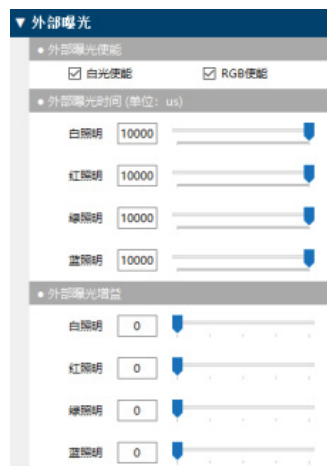 ▼ 外部曝光
● 外部曝光使能
白光使能 RGB使能
● 外部曝光时间 (单位: us)
白照明 10000
红照明 10000
绿照明 10000
蓝照明 10000
● 外部曝光增益
白照明 0
红照明 0
绿照明 0
蓝照明 0